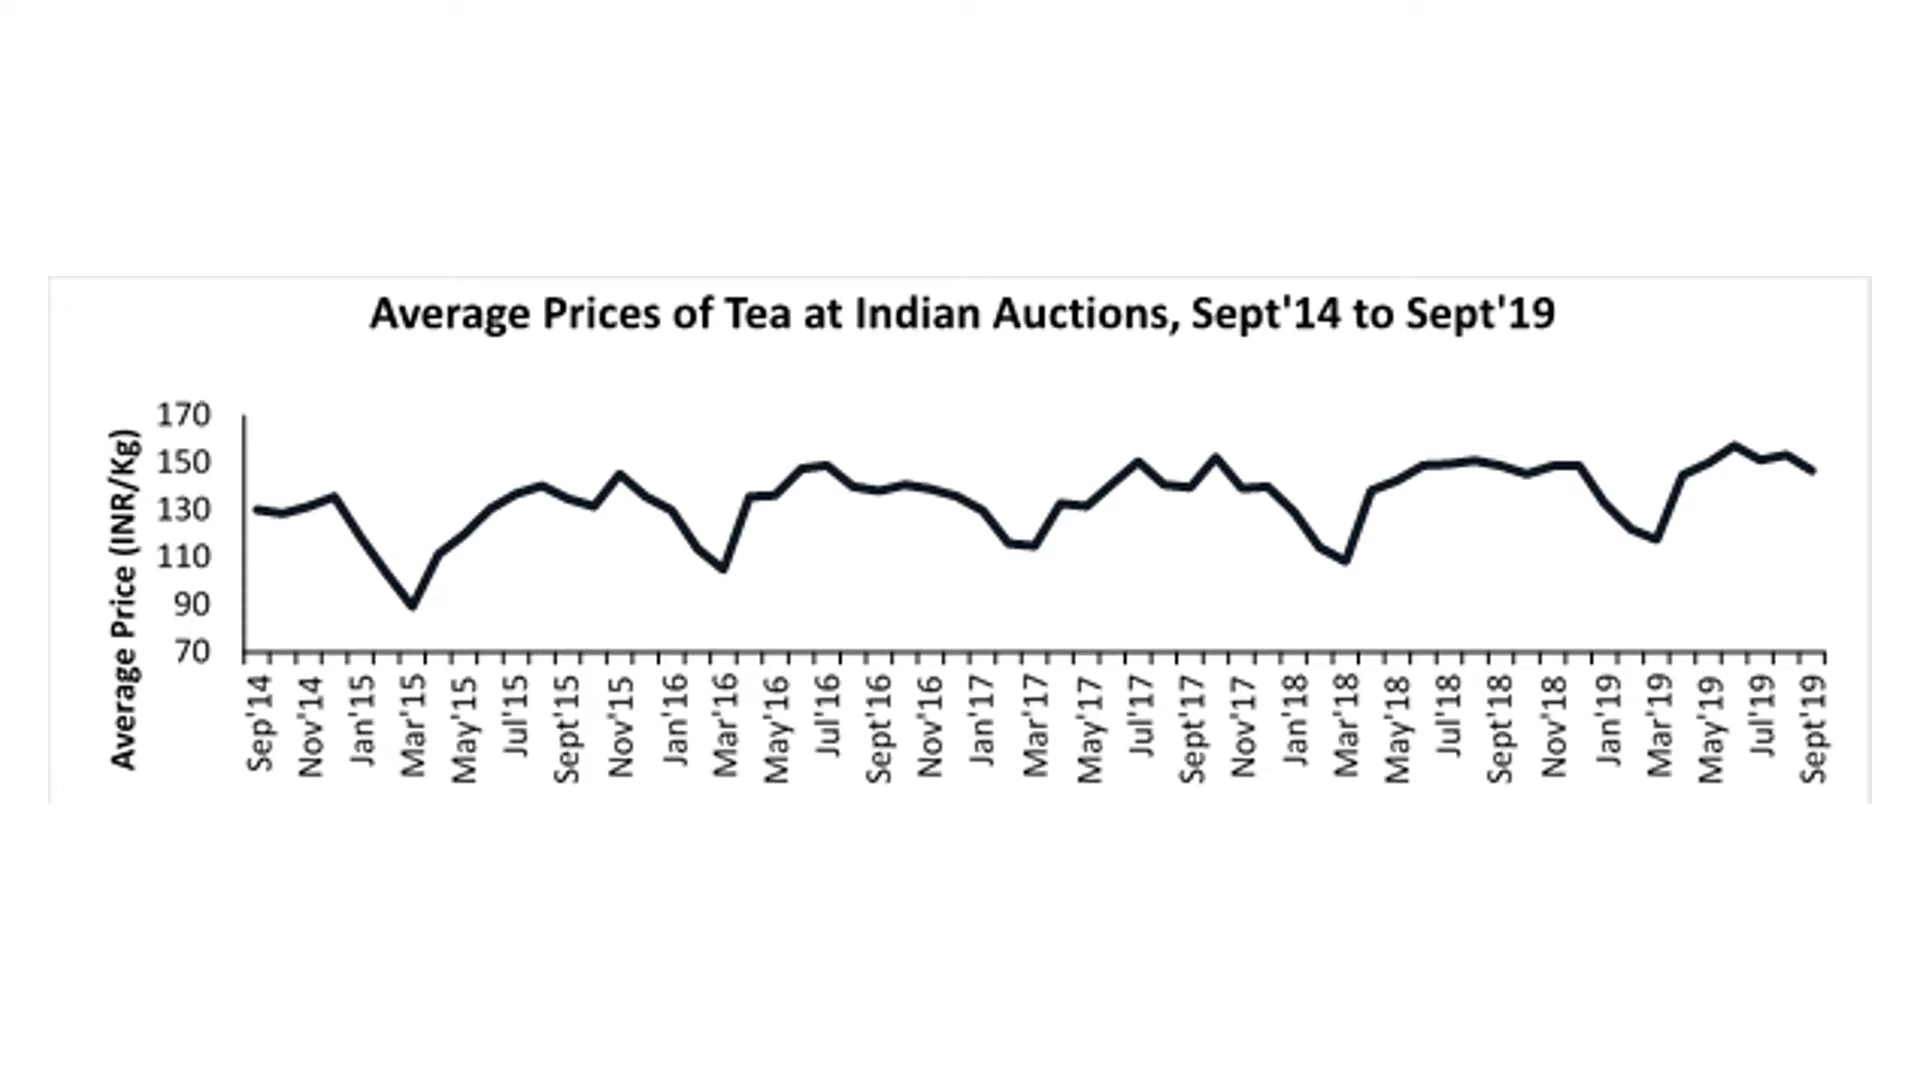 Average Prices of Tea at Indian Auctions, Sept'14 to Sept'19
Average Price (INR/Kg)
170
150
130
110
90
70
Sep'14
Nov'14
Jan'15
Mar'15
May'15
Jul'15
Sept'15
Nov'15
Jan'16
Mar'16
May'16
Jul'16
Sept'16
Nov'16
Jan'17
Mar'17
May'17
Jul'17
Sept'17
Nov'17
Jan'18
Mar'18
May'18
Jul'18
Sept'18
Nov'18
Jan'19
Mar'19
May'19
Jul'19
Sept'19